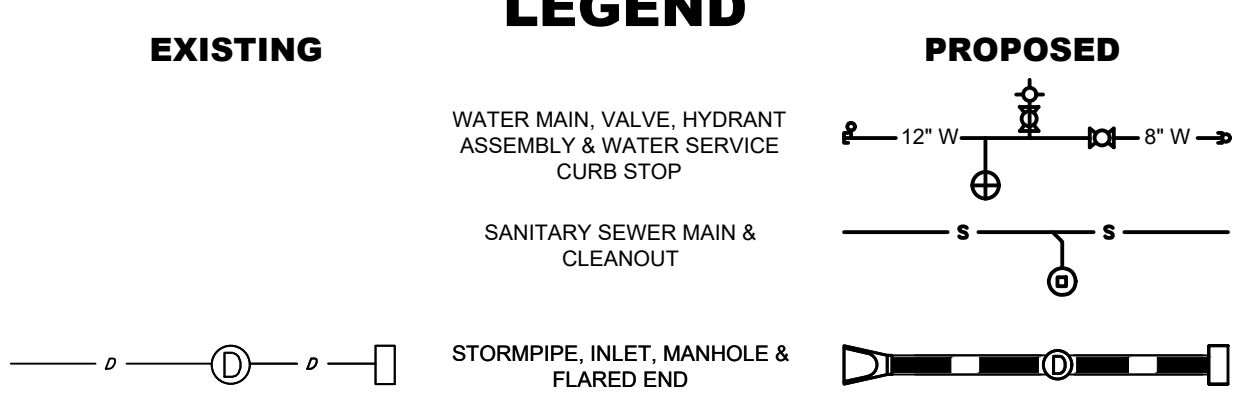 LEGEND
EXISTING PROPOSED
WATER MAIN, VALVE, HYDRANT
ASSEMBLY & WATER SERVICE
CURB STOP
12" W 8" W
SANITARY SEWER MAIN &
CLEANOUT
S S
D D D
STORMPIPE, INLET, MANHOLE &
FLARED END
D